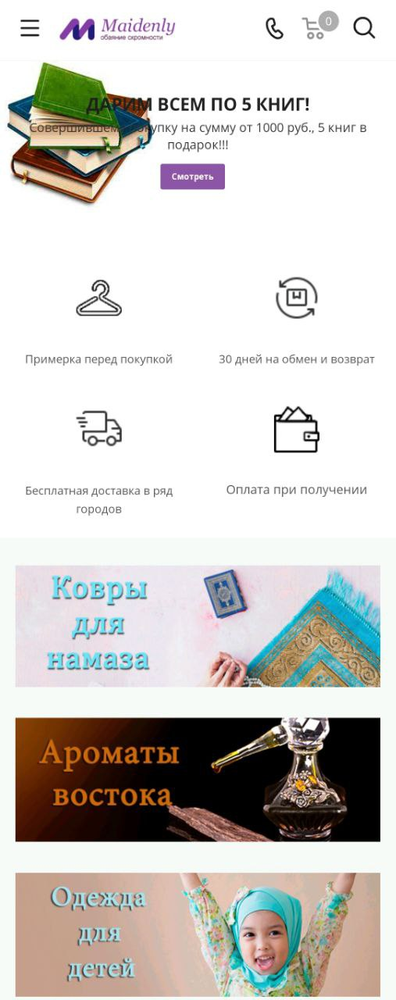 Maidenly
обаяние скромности
0
ДАРИМ ВСЕМ ПО 5 КНИГ!
Совершившем покупку на сумму от 1000 руб., 5 книг в
подарок!!!
Смотреть
Примерка перед покупкой
30 дней на обмен и возврат
Бесплатная доставка в ряд
городов
Оплата при получении
Ковры
для
намаза
Ароматы
востока
Одежда
для
детей